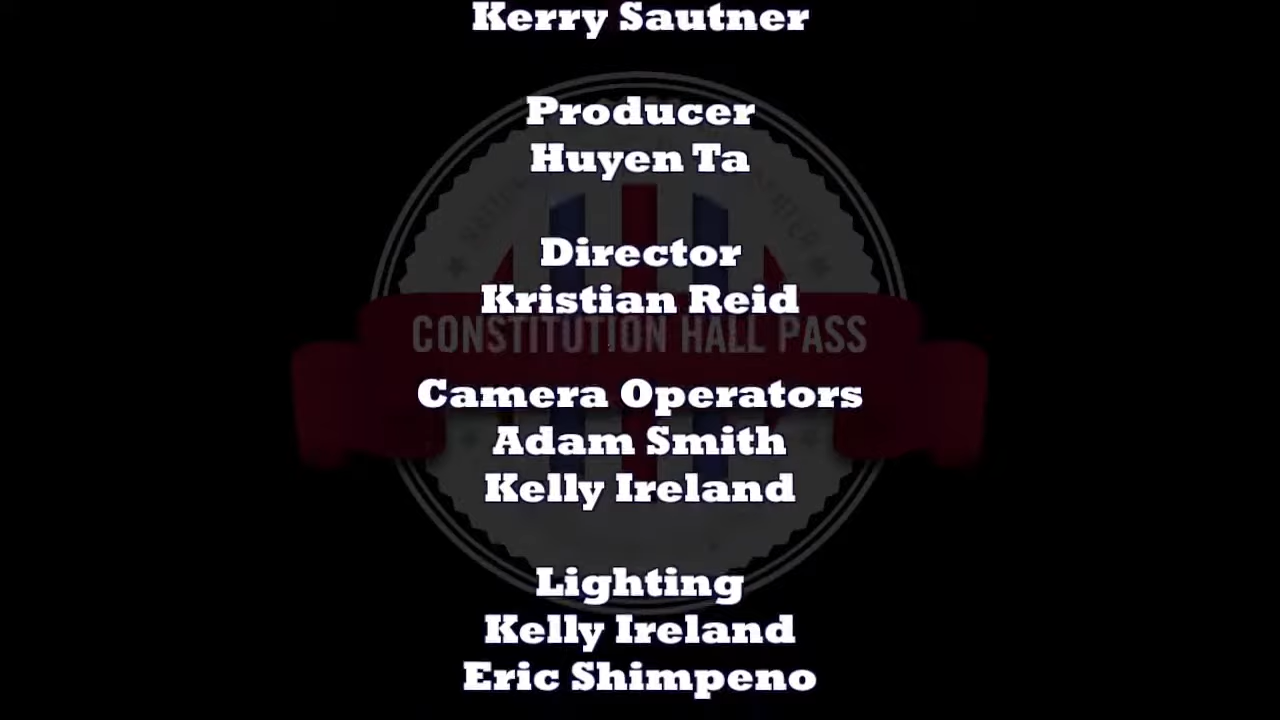 Kerry Sautner
Producer
Huyen Ta
Director
Kristian Reid
CONSTITUTION HALL PASS
Camera Operators
Adam Smith
Kelly Ireland
Lighting
Kelly Ireland
Eric Shimpeno